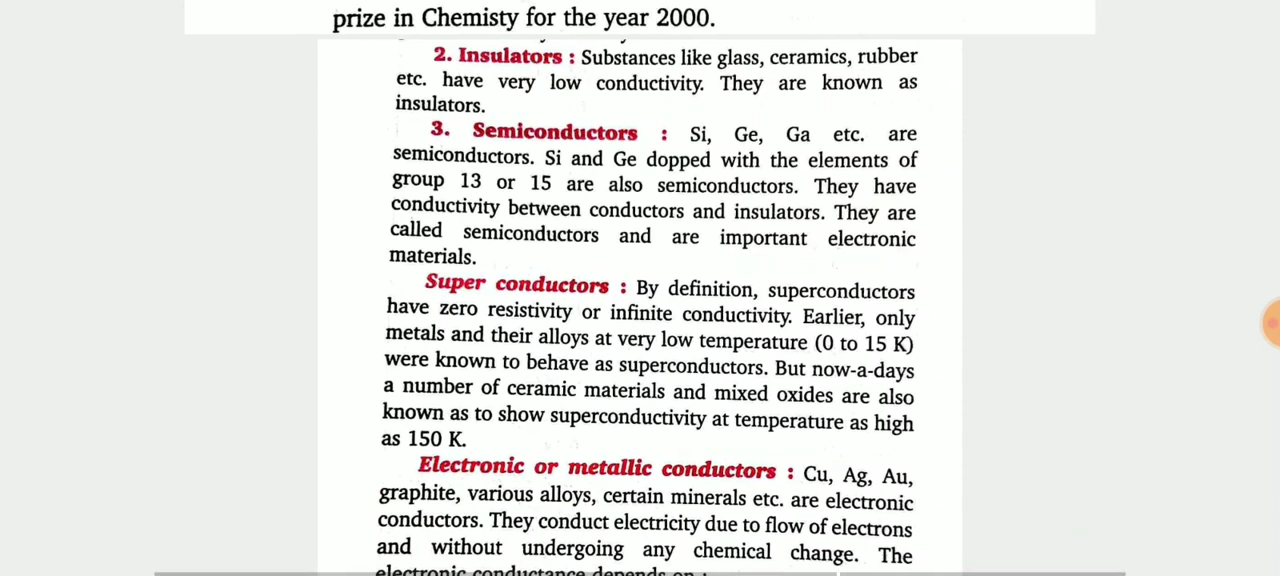 prize in Chemisty for the year 2000.
2. Insulators : Substances like glass, ceramics, rubber
etc. have very low conductivity. They are known as
insulators.
3. Semiconductors : Si, Ge, Ga etc. are
semiconductors. Si and Ge dopped with the elements of
group 13 or 15 are also semiconductors. They have
conductivity between conductors and insulators. They are
called semiconductors and are important electronic
materials.
Super conductors : By definition, superconductors
have zero resistivity or infinite conductivity. Earlier, only
metals and their alloys at very low temperature (0 to 15 K)
were known to behave as superconductors. But now-a-days
a number of ceramic materials and mixed oxides are also
known as to show superconductivity at temperature as high
as 150 K.
Electronic or metallic conductors : Cu, Ag, Au,
graphite, various alloys, certain minerals etc. are electronic
conductors. They conduct electricity due to flow of electrons
and without undergoing any chemical change. The
electronic conductance depends on :